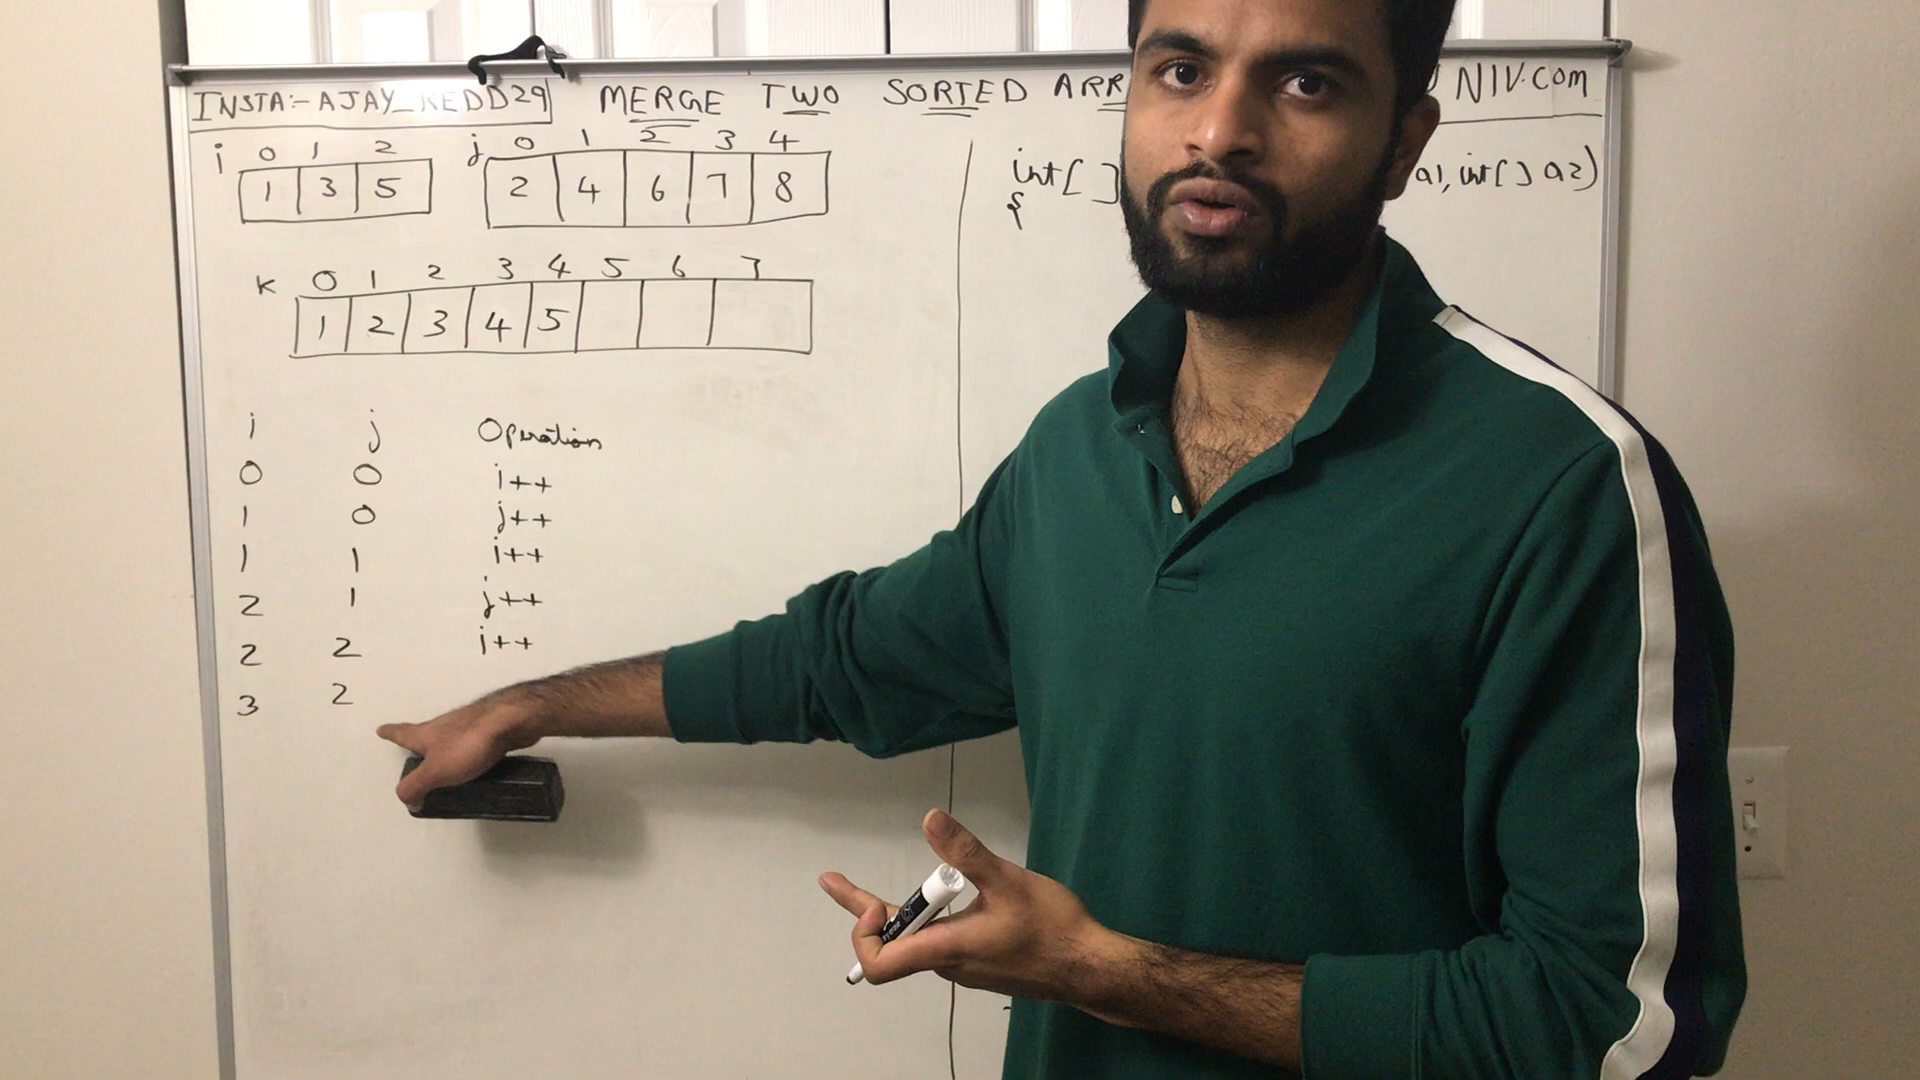 INSTA:- AJAY_REDD29 MERGE TWO SORTED ARR NIV.COM
i 0 1 2
1 3 5
j 0 1 2 3 4
2 4 6 7 8
k 0 1 2 3 4 5 6 7
1 2 3 4 5
i j Operation
0 0 i++
1 0 j++
1 1 i++
2 1 j++
2 2 i++
3 2
int[] a1, int[] a2)
{